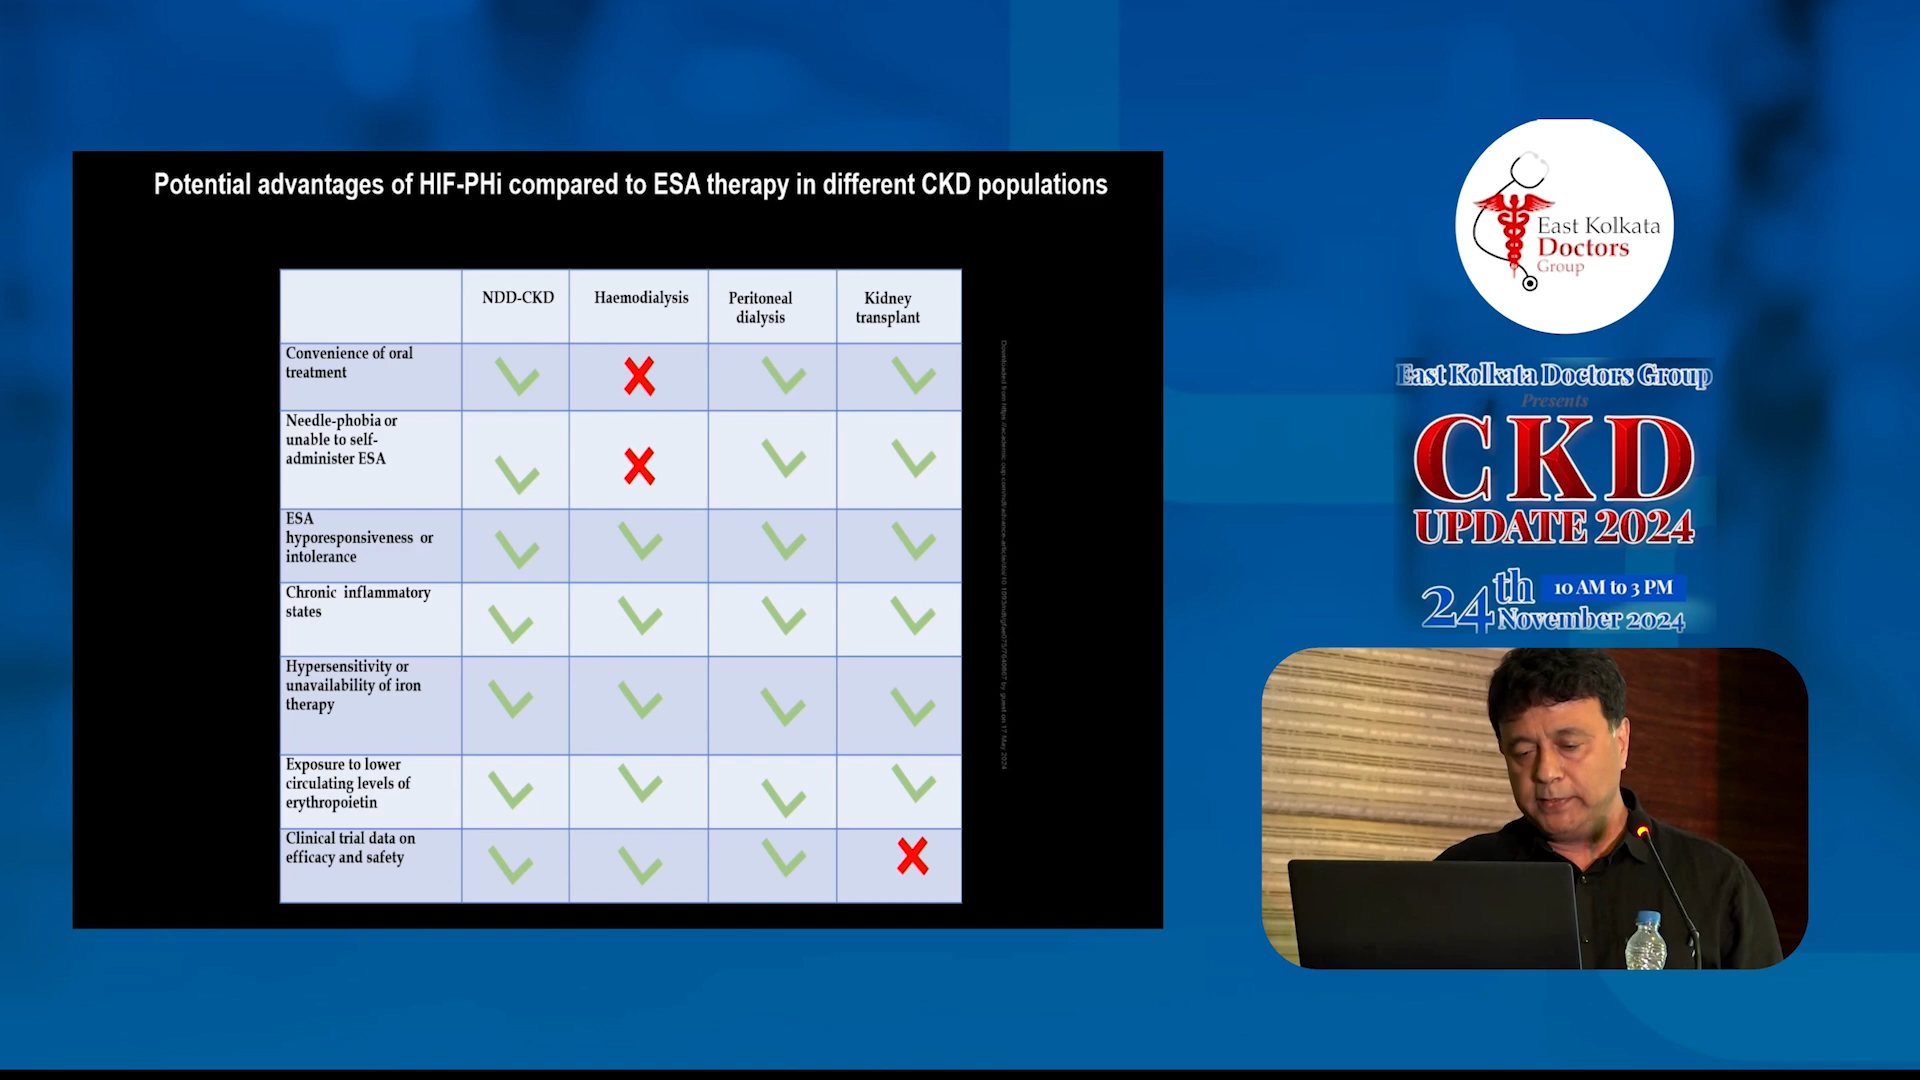 Potential advantages of HIF-PHi compared to ESA therapy in different CKD populations
NDD-CKD
Haemodialysis
Peritoneal
dialysis
Kidney
transplant
Convenience of oral
treatment
Needle-phobia or
unable to self-
administer ESA
ESA
hyporesponsiveness or
intolerance
Chronic inflammatory
states
Hypersensitivity or
unavailability of iron
therapy
Exposure to lower
circulating levels of
erythropoietin
Clinical trial data on
efficacy and safety
East Kolkata
Doctors
Group
East Kolkata Doctors Group
Presents
CKD
UPDATE 2024
24th
10 AM to 3 PM
November 2024